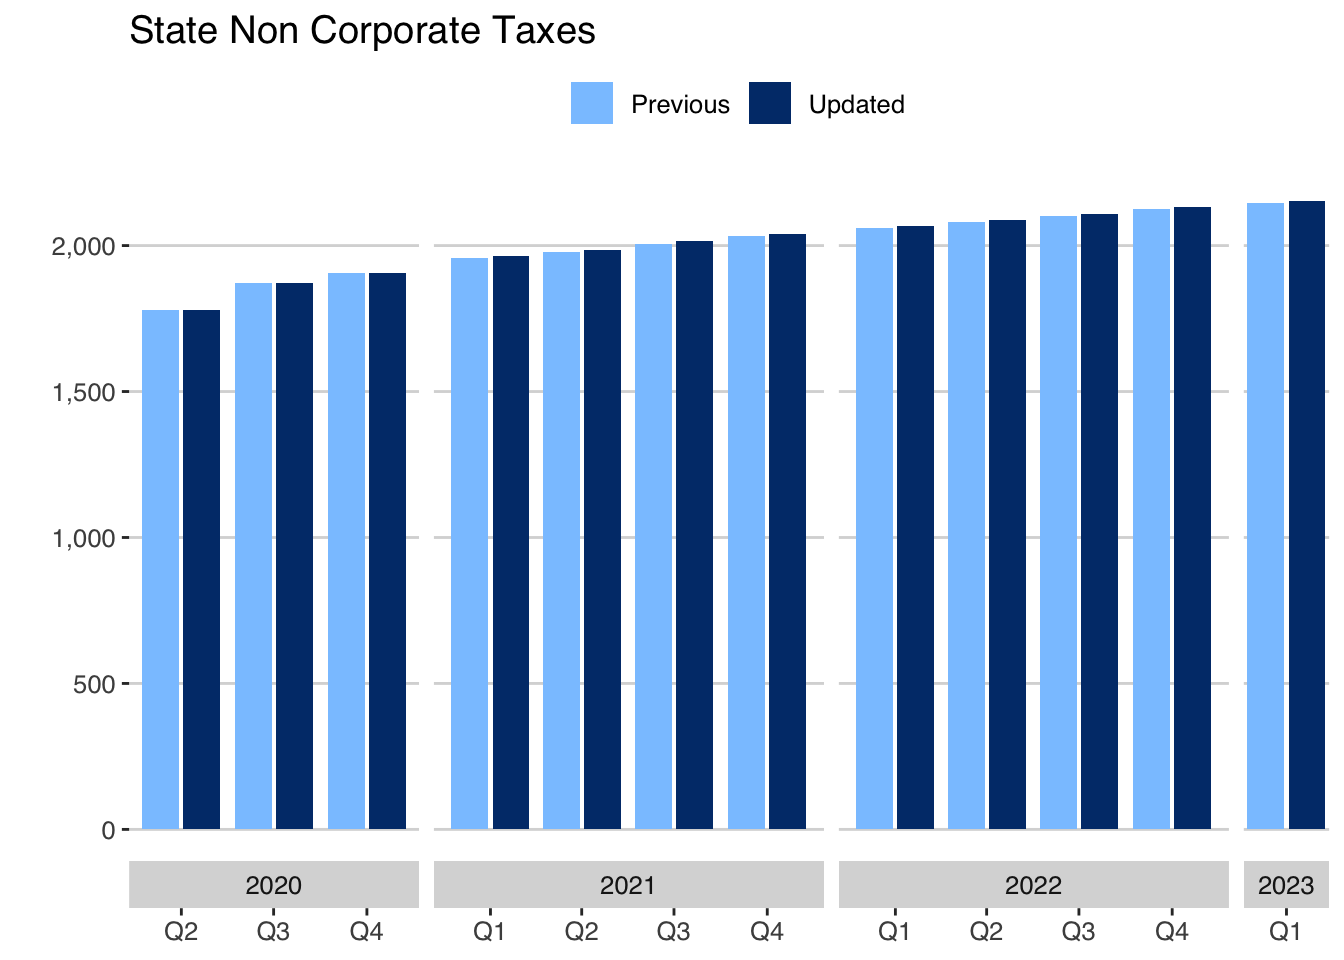 State Non Corporate Taxes
Previous Updated
2,000
1,500
1,000
500
0
2020 2021 2022 2023
Q2 Q3 Q4 Q1 Q2 Q3 Q4 Q1 Q2 Q3 Q4 Q1